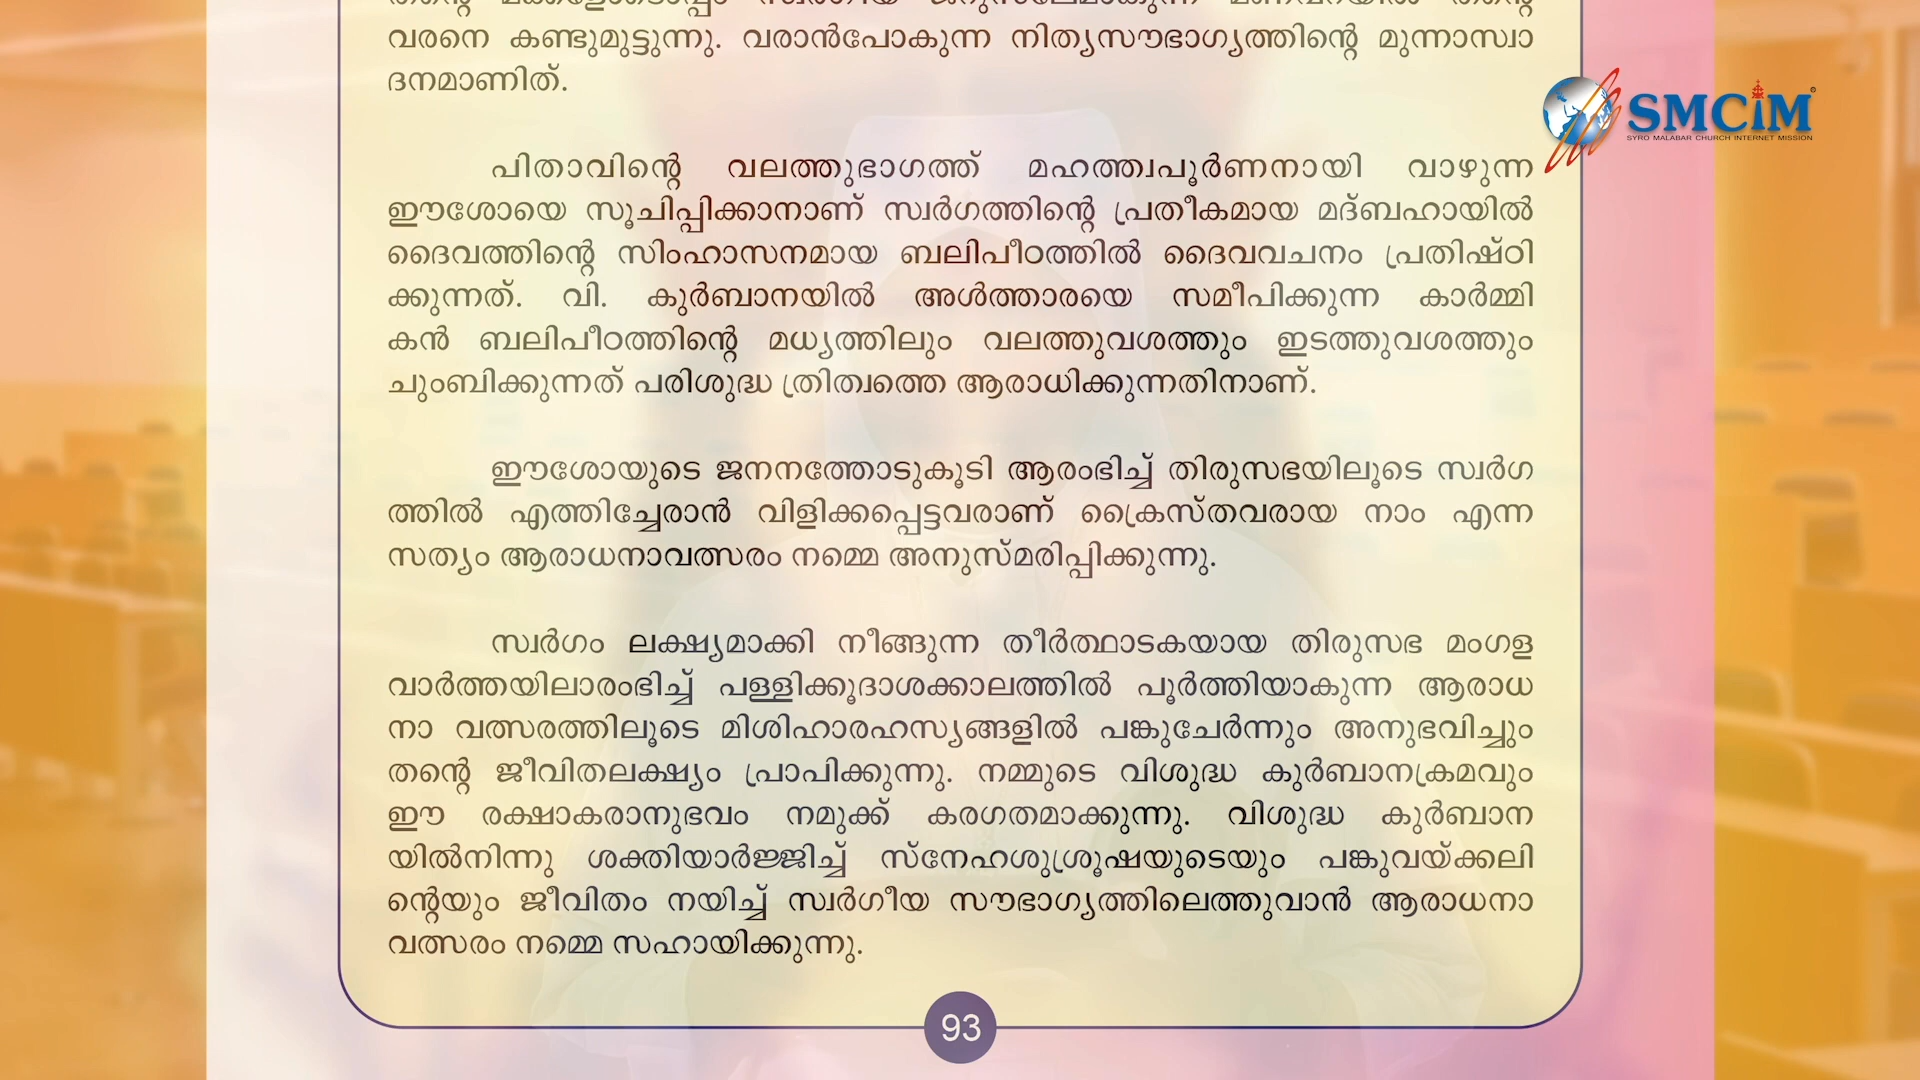 വരനെ കണ്ടുമുട്ടുന്നു. വരാൻപോകുന്ന നിത്യസൗഭാഗ്യത്തിന്റെ മുന്നാസ്വാ
ദനമാണിത്.
പിതാവിന്റെ വലത്തുഭാഗത്ത് മഹത്ത്വപൂർണനായി വാഴുന്ന
ഈശോയെ സൂചിപ്പിക്കാനാണ് സ്വർഗത്തിന്റെ പ്രതീകമായ മദ്ബഹായിൽ
ദൈവത്തിന്റെ സിംഹാസനമായ ബലിപീഠത്തിൽ ദൈവവചനം പ്രതിഷ്ഠി
ക്കുന്നത്. വി. കുർബാനയിൽ അൾത്താരയെ സമീപിക്കുന്ന കാർമ്മി
കൻ ബലിപീഠത്തിന്റെ മധ്യത്തിലും വലത്തുവശത്തും ഇടത്തുവശത്തും
ചുംബിക്കുന്നത് പരിശുദ്ധ ത്രിത്വത്തെ ആരാധിക്കുന്നതിനാണ്.
ഈശോയുടെ ജനനത്തോടുകൂടി ആരംഭിച്ച് തിരുസഭയിലൂടെ സ്വർഗ
ത്തിൽ എത്തിച്ചേരാൻ വിളിക്കപ്പെട്ടവരാണ് ക്രൈസ്തവരായ നാം എന്ന
സത്യം ആരാധനാവത്സരം നമ്മെ അനുസ്മരിപ്പിക്കുന്നു.
സ്വർഗം ലക്ഷ്യമാക്കി നീങ്ങുന്ന തീർത്ഥാടകയായ തിരുസഭ മംഗള
വാർത്തയിലാരംഭിച്ച് പള്ളിക്കൂദാശക്കാലത്തിൽ പൂർത്തിയാകുന്ന ആരാധ
നാ വത്സരത്തിലൂടെ മിശിഹാരഹസ്യങ്ങളിൽ പങ്കുചേർന്നും അനുഭവിച്ചും
തന്റെ ജീവിതലക്ഷ്യം പ്രാപിക്കുന്നു. നമ്മുടെ വിശുദ്ധ കുർബാനക്രമവും
ഈ രക്ഷാകരാനുഭവം നമുക്ക് കരഗതമാക്കുന്നു. വിശുദ്ധ കുർബാന
യിൽനിന്നു ശക്തിയാർജ്ജിച്ച് സ്നേഹശുശ്രൂഷയുടെയും പങ്കുവയ്ക്കലി
ന്റെയും ജീവിതം നയിച്ച് സ്വർഗീയ സൗഭാഗ്യത്തിലെത്തുവാൻ ആരാധനാ
വത്സരം നമ്മെ സഹായിക്കുന്നു.
93
SMCIM
SYRO MALABAR CHURCH INTERNET MISSION